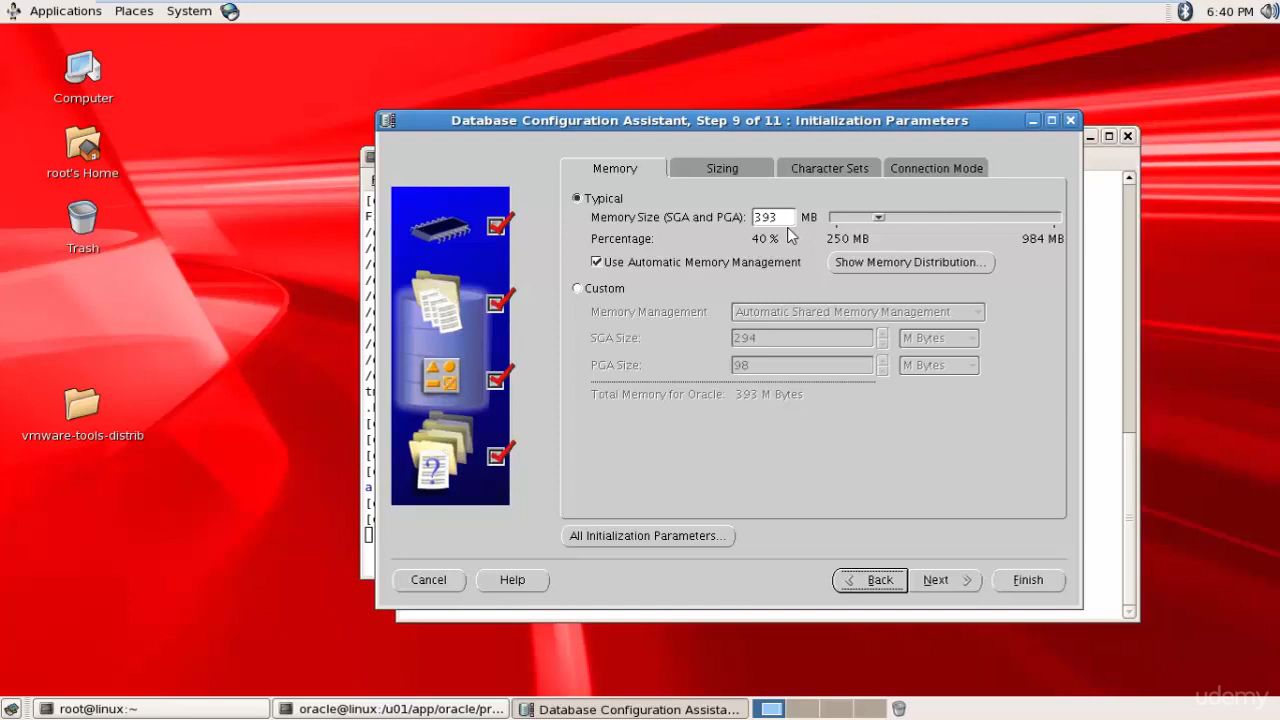 Applications Places System 6:40 PM
Computer
root's Home
Trash
vmware-tools-distrib
Database Configuration Assistant, Step 9 of 11 : Initialization Parameters
Memory Sizing Character Sets Connection Mode
Typical
Memory Size (SGA and PGA): 393 MB
Percentage: 40 % 250 MB 984 MB
Use Automatic Memory Management Show Memory Distribution...
Custom
Memory Management Automatic Shared Memory Management
SGA Size: 294 M Bytes
PGA Size: 98 M Bytes
Total Memory for Oracle: 393 M Bytes
?
All Initialization Parameters...
Cancel Help Back Next Finish
root@linux:~ oracle@linux:/u01/app/oracle/pr... Database Configuration Assista...
udemy